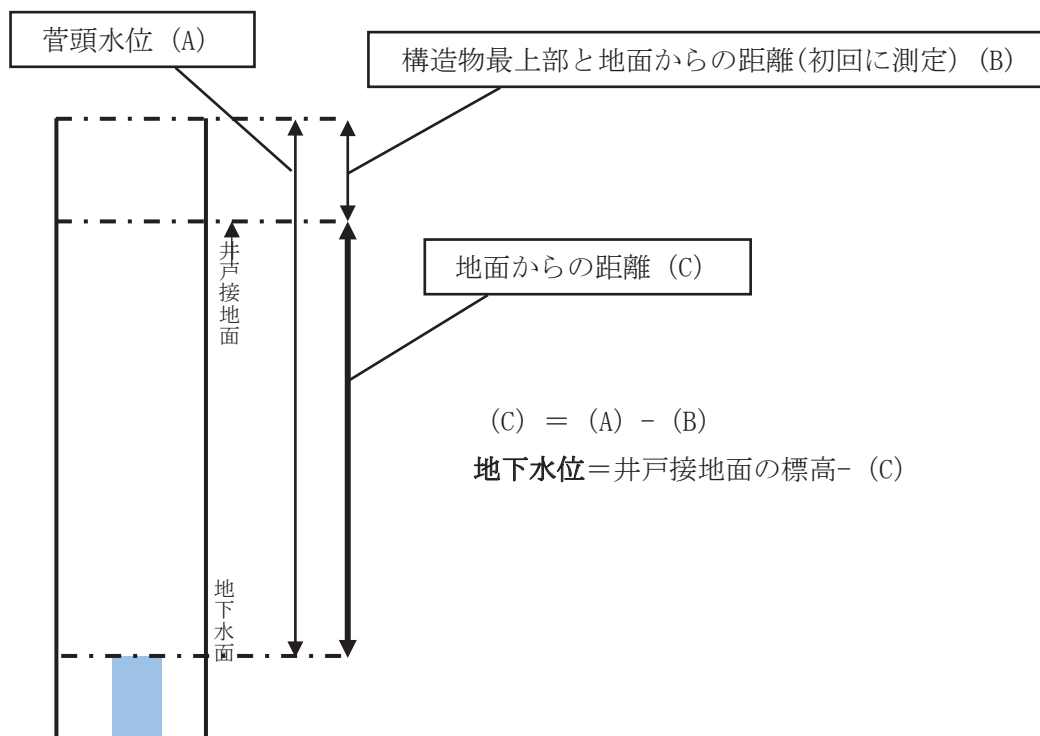 菅頭水位 (A)
構造物最上部と地面からの距離(初回に測定) (B)
井戸接地面
地面からの距離 (C)
(C) = (A) - (B)
地下水位=井戸接地面の標高- (C)
地下水面